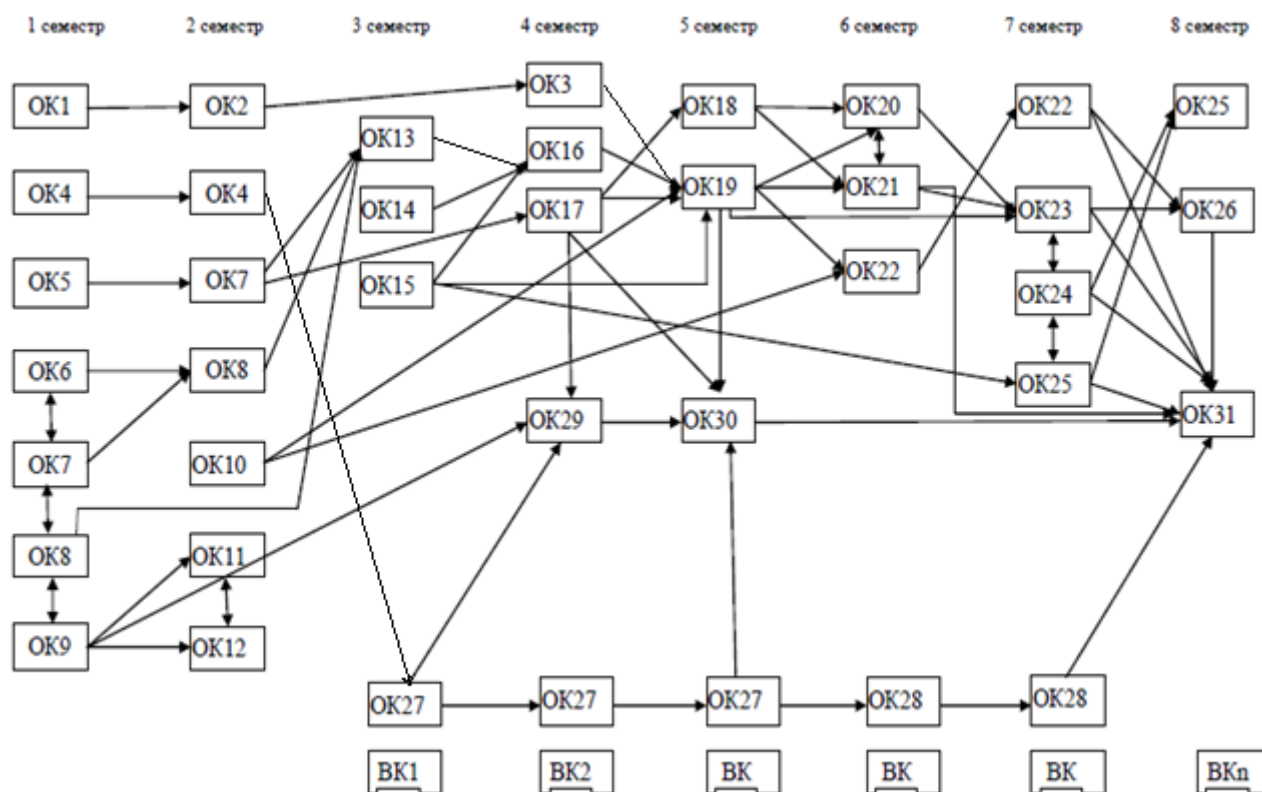 1 семестр 2 семестр 3 семестр 4 семестр 5 семестр 6 семестр 7 семестр 8 семестр
ОК3
ОК1 ОК2 ОК18 ОК20 ОК22 ОК25
ОК13 ОК16
ОК4 ОК4 ОК19 ОК21
ОК14 ОК17 ОК23 ОК26
ОК5 ОК7 ОК15 ОК22
ОК24
ОК6 ОК8 ОК25
ОК29 ОК30 ОК31
ОК7 ОК10
ОК8 ОК11
ОК9 ОК12
ОК27 ОК27 ОК27 ОК28 ОК28
ВК1 ВК2 ВК ВК ВК ВКn